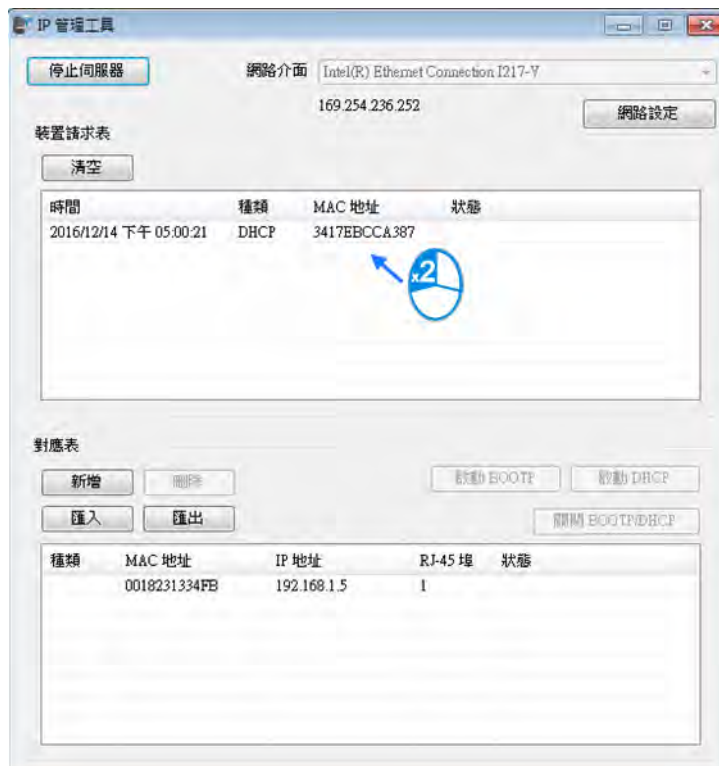 IP 管理工具
停止伺服器
網路介面 Intel(R) Ethernet Connection I217-V
169.254.236.252
網路設定
裝置請求表
清空
時間 種類 MAC 地址 狀態
2016/12/14 下午 05:00:21 DHCP 3417EBCCA387
x2
對應表
新增 刪除 啟動 BOOTP 啟動 DHCP
匯入 匯出 關閉 BOOTP/DHCP
種類 MAC 地址 IP 地址 RJ-45 埠 狀態
0018231334FB 192.168.1.5 1